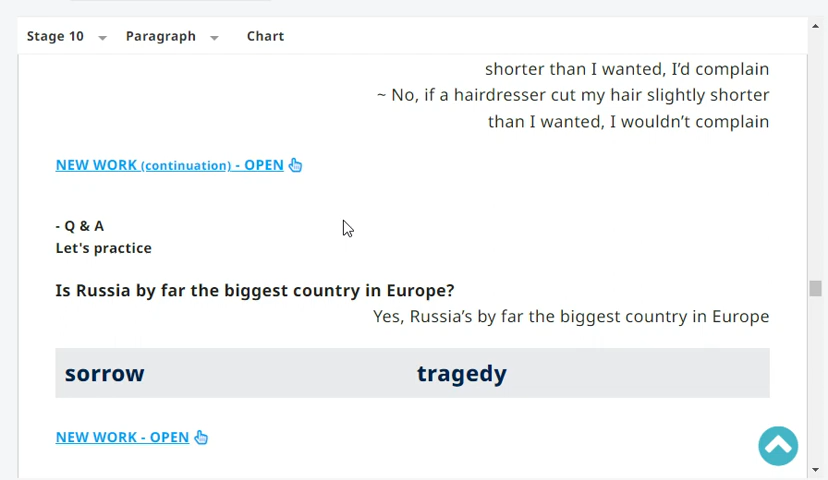 Stage 10 Paragraph Chart
shorter than I wanted, I’d complain
~ No, if a hairdresser cut my hair slightly shorter
than I wanted, I wouldn’t complain
NEW WORK (continuation) - OPEN
- Q & A
Let's practice
Is Russia by far the biggest country in Europe?
Yes, Russia’s by far the biggest country in Europe
sorrow tragedy
NEW WORK - OPEN